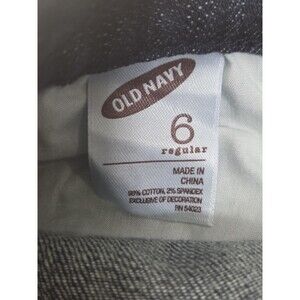 OLD NAVY
6
regular
MADE IN
CHINA
98% COTTON, 2% SPANDEX
EXCLUSIVE OF DECORATION
RN 54023